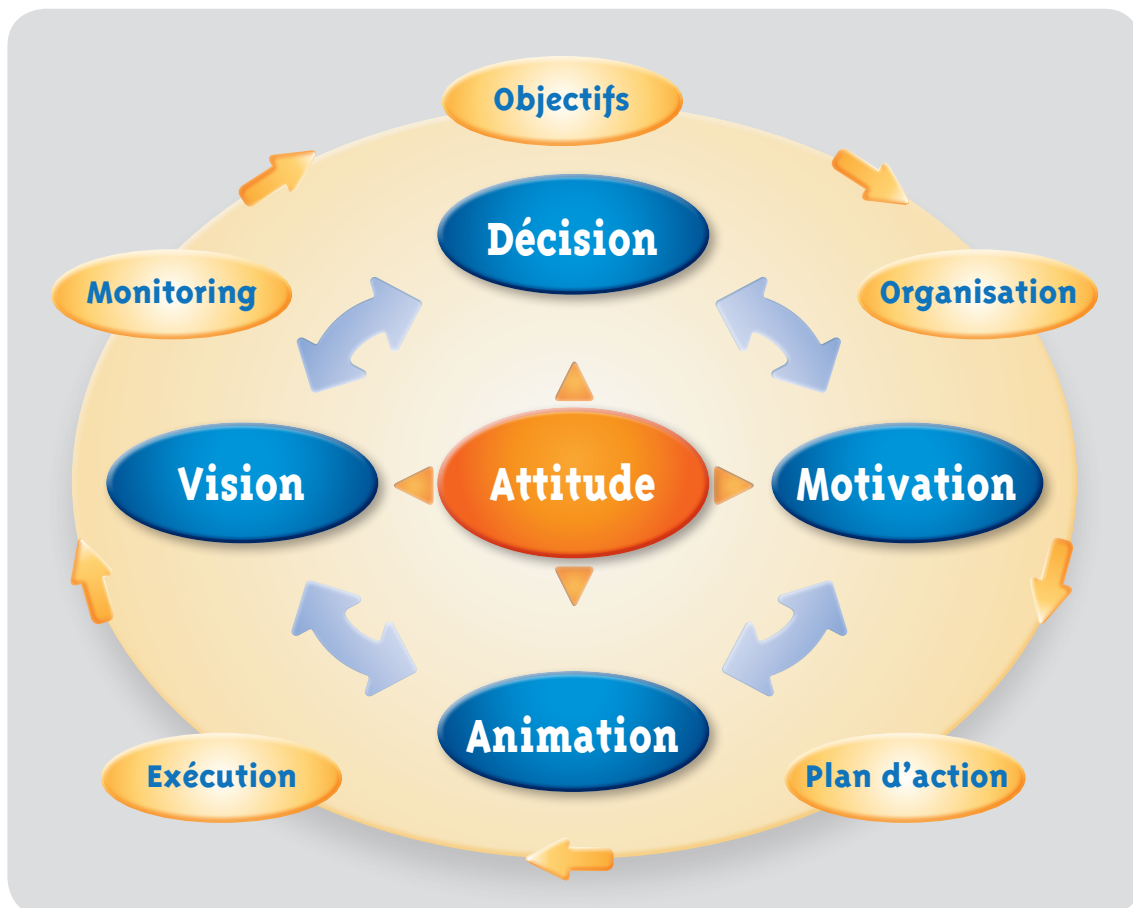 Objectifs
Décision
Monitoring
Organisation
Vision
Attitude
Motivation
Animation
Exécution
Plan d’action